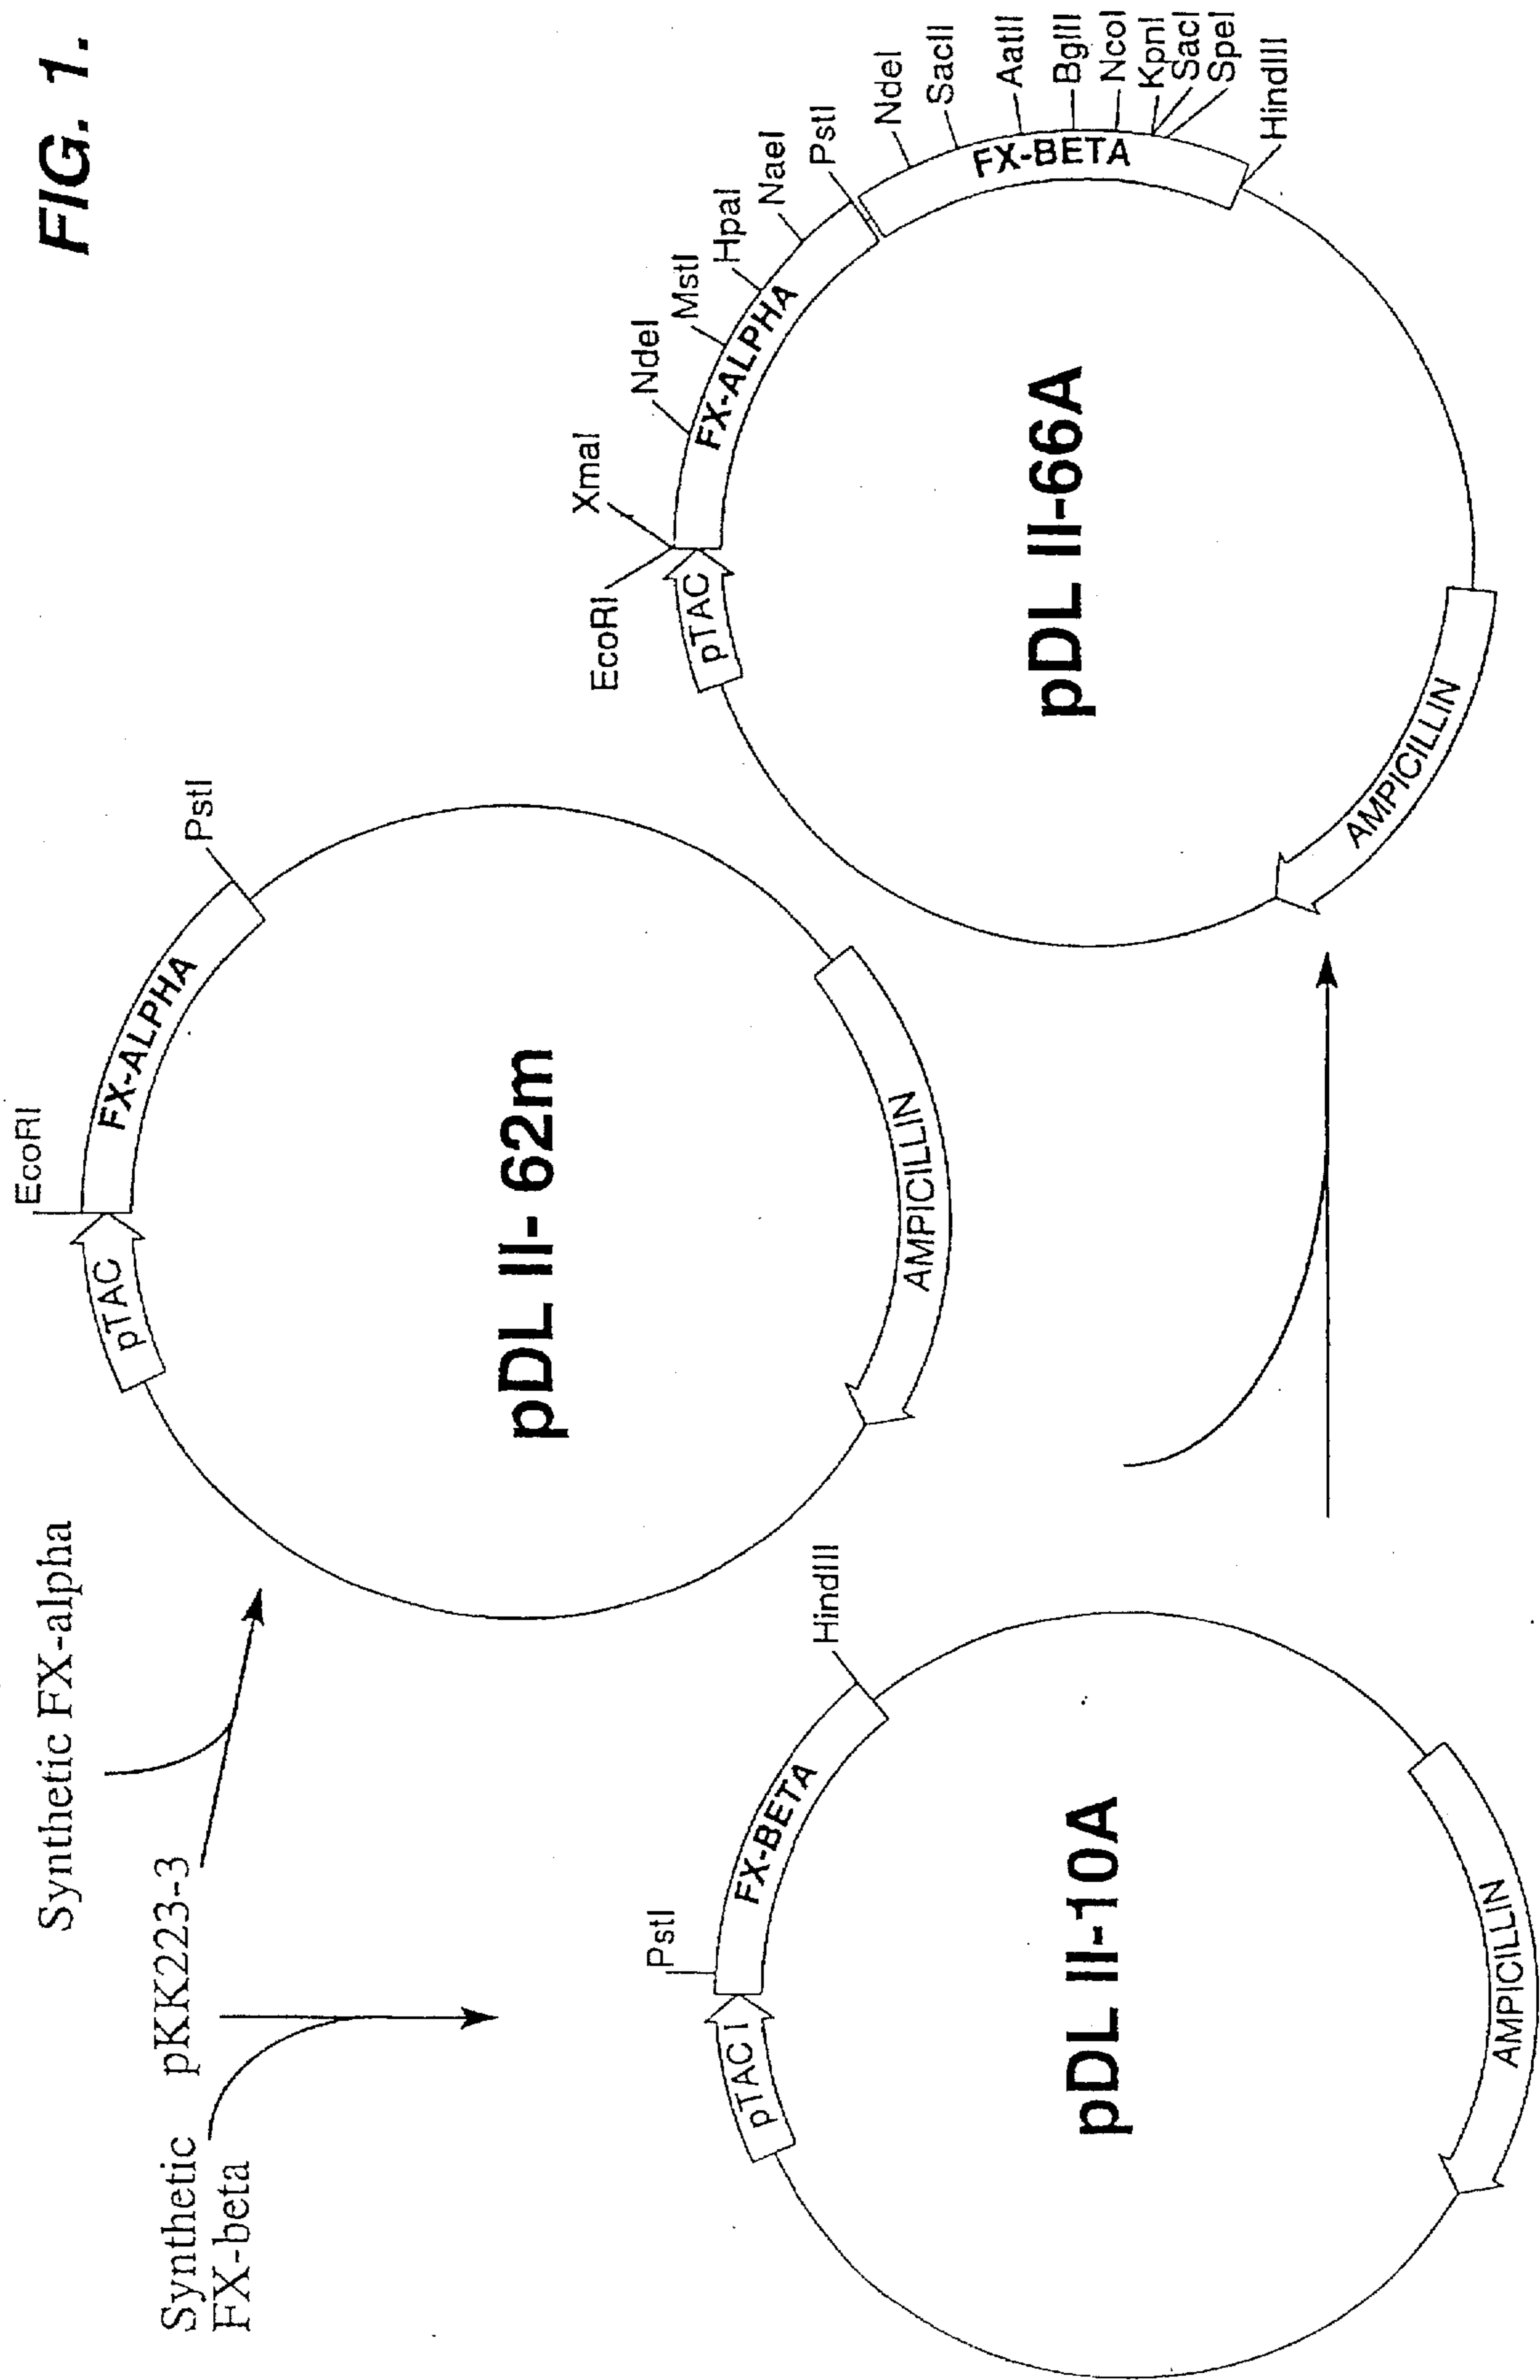 FIG. 1.
Synthetic FX-alpha
pKK223-3
Synthetic
FX-beta
EcoRI
pTAC
FX-ALPHA
PstI
pDL II- 62m
AMPICILLIN
PstI
pTAC I
FX-BETA
HindIII
pDL II-10A
AMPICILLIN
EcoRI
XmaI
NdeI
MstI
HpaI
NaeI
PstI
NdeI
SacII
AatII
BglII
NcoI
KpnI
SacI
SpeI
HindIII
pTAC
FX-ALPHA
FX-BETA
pDL II-66A
AMPICILLIN